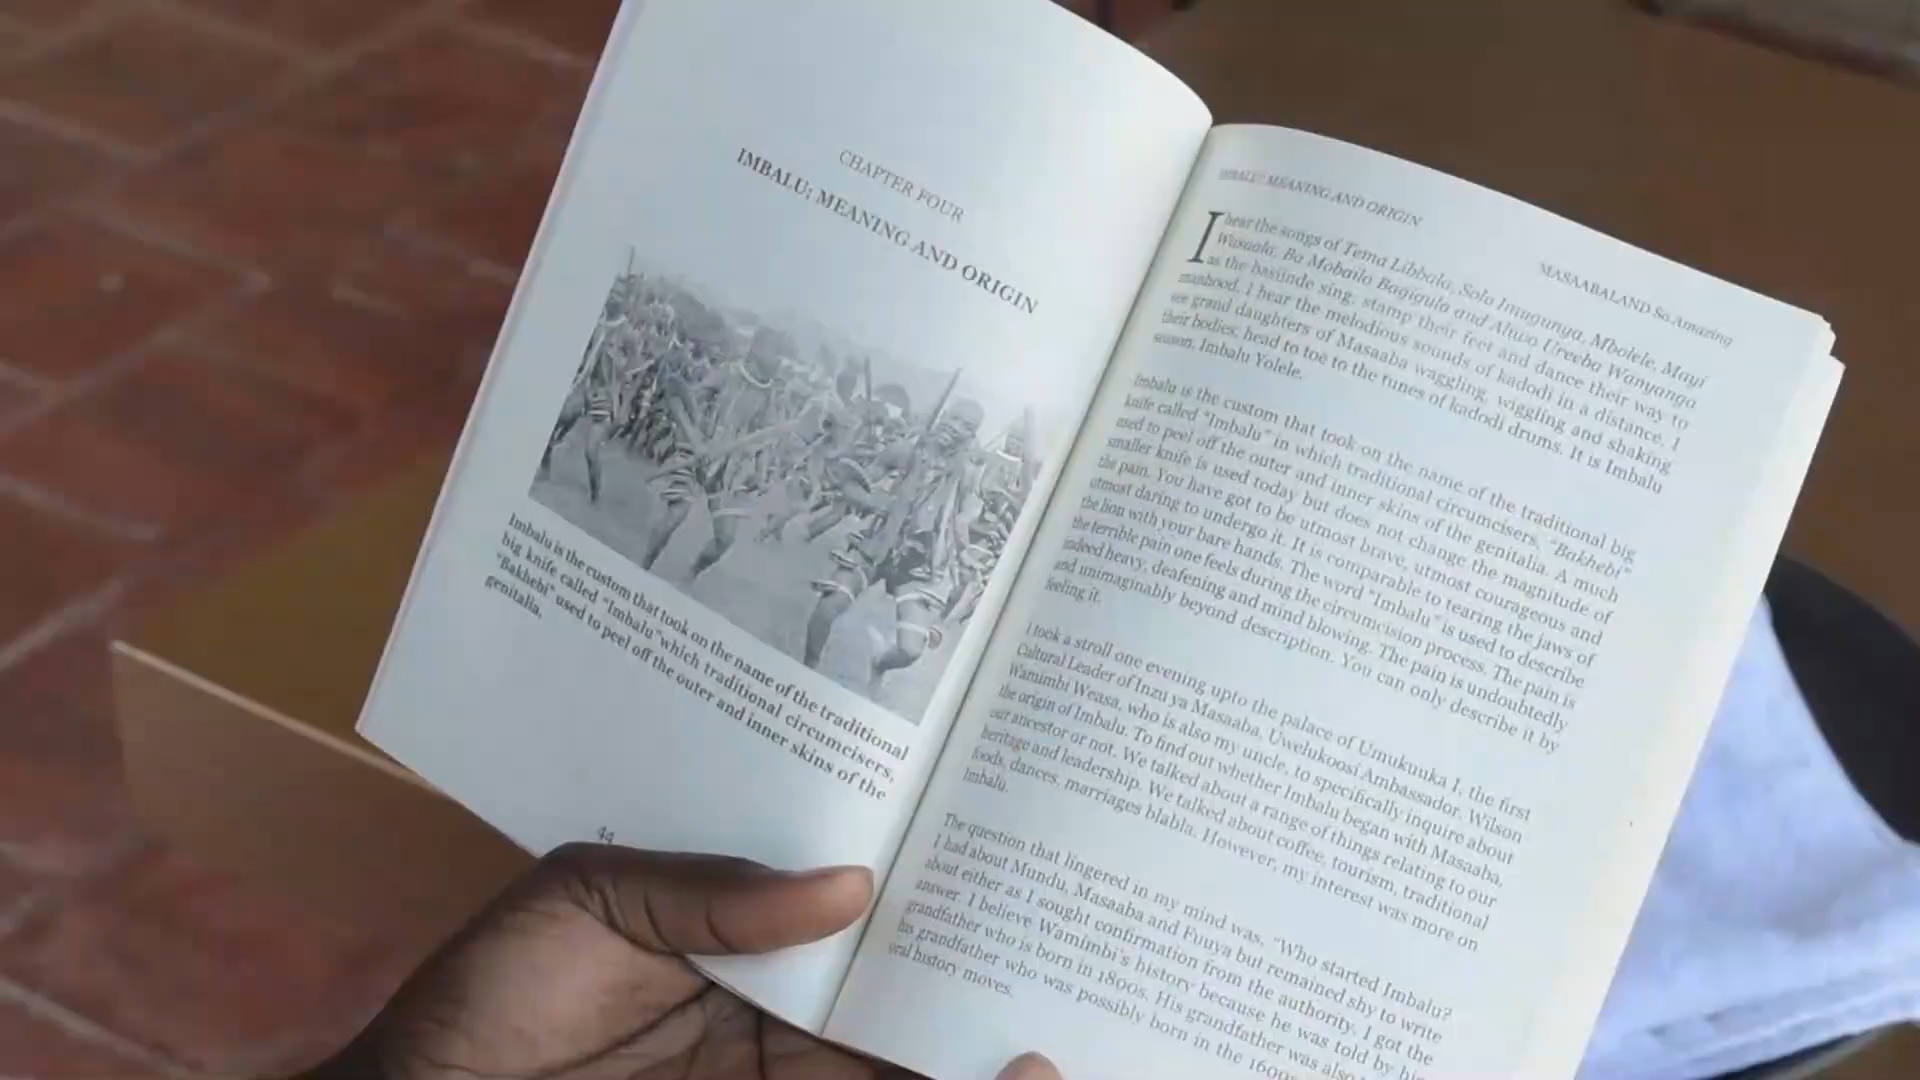 CHAPTER FOUR
IMBALU; MEANING AND ORIGIN
Imbalu is the custom that took on the name of the traditional
big knife called "Imbalu" which traditional circumcisers,
"Bakhebi" used to peel off the outer and inner skins of the
genitalia.
44
IMBALU; MEANING AND ORIGIN
MASAABALAND So Amazing
I hear the songs of Tema Libbala, Solo Imugunga, Mbolele, Mayi
Wasuala, Ba Mobailo Bagigula and Aluwo Ureeba Wanyanga
as the basiinde sing, stamp their feet and dance their way to
manhood. I hear the melodious sounds of kadodi in a distance. I
see grand daughters of Masaaba waggling, wiggling and shaking
their bodies, head to toe to the tunes of kadodi drums. It is Imbalu
season. Imbalu Yolele.
Imbalu is the custom that took on the name of the traditional big
knife called "Imbalu" in which traditional circumcisers, "Bakhebi"
used to peel off the outer and inner skins of the genitalia. A much
smaller knife is used today but does not change the magnitude of
the pain. You have got to be utmost brave, utmost courageous and
utmost daring to undergo it. It is comparable to tearing the jaws of
the lion with your bare hands. The word "Imbalu" is used to describe
the terrible pain one feels during the circumcision process. The pain is
indeed heavy, deafening and mind blowing. The pain is undoubtedly
and unimaginably beyond description. You can only describe it by
feeling it.
I took a stroll one evening upto the palace of Umukuuka I, the first
Cultural Leader of Inzu ya Masaaba, Uwelukoosi Ambassador, Wilson
Wamimbi Weasa, who is also my uncle, to specifically inquire about
the origin of Imbalu. To find out whether Imbalu began with Masaaba,
our ancestor or not. We talked about a range of things relating to our
heritage and leadership. We talked about coffee, tourism, traditional
foods, dances, marriages blabla. However, my interest was more on
Imbalu.
The question that lingered in my mind was, "Who started Imbalu?
I had about Mundu, Masaaba and Fuuya but remained shy to write
about either as I sought confirmation from the authority. I got the
answer. I believe Wamimbi's history because he was told by his
grandfather who is born in 1800s. His grandfather was also
his grandfather who was possibly born in the 1600s
oral history moves.